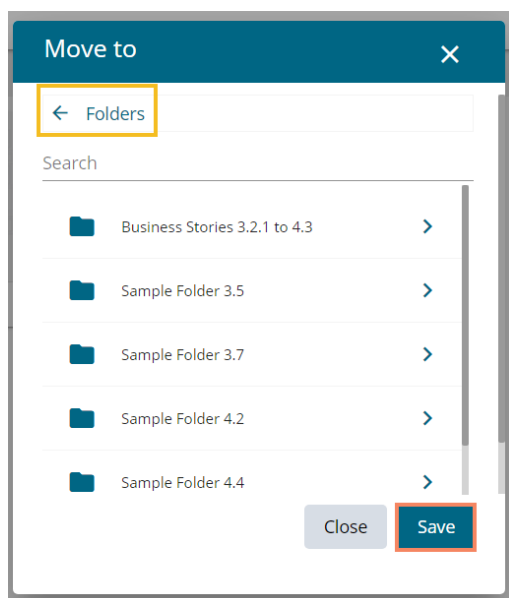 Move to
Folders
Search
Business Stories 3.2.1 to 4.3
Sample Folder 3.5
Sample Folder 3.7
Sample Folder 4.2
Sample Folder 4.4
Close Save